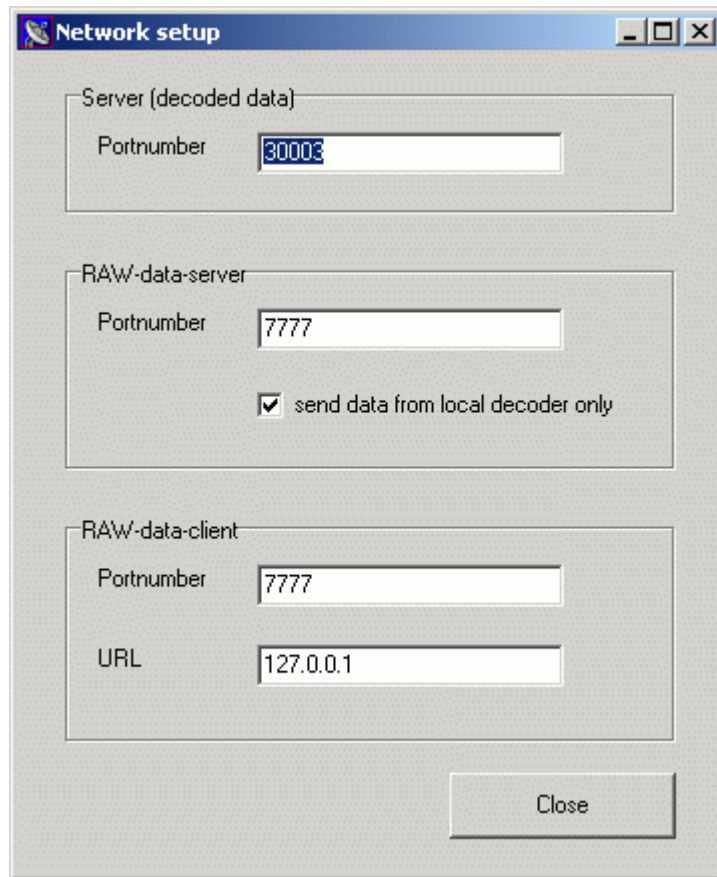 Network setup
Server (decoded data)
Portnumber 30003
RAW-data-server
Portnumber 7777
send data from local decoder only
RAW-data-client
Portnumber 7777
URL 127.0.0.1
Close